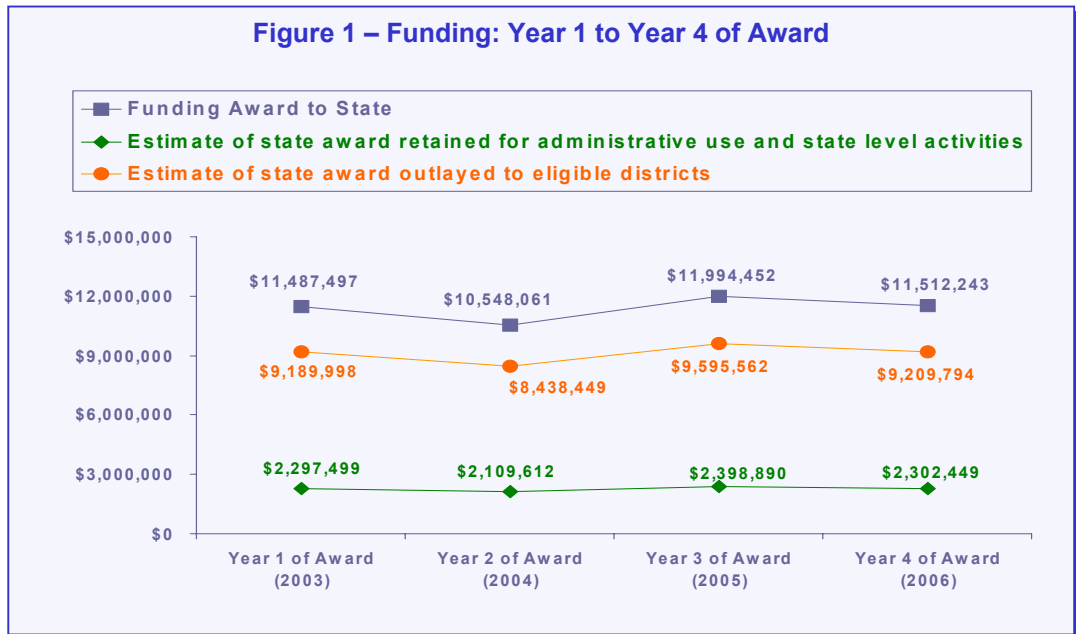 Figure 1 – Funding: Year 1 to Year 4 of Award
Funding Award to State
Estimate of state award retained for administrative use and state level activities
Estimate of state award outlayed to eligible districts
$15,000,000
$12,000,000
$9,000,000
$6,000,000
$3,000,000
$0
$11,487,497
$10,548,061
$11,994,452
$11,512,243
$9,189,998
$8,438,449
$9,595,562
$9,209,794
$2,297,499
$2,109,612
$2,398,890
$2,302,449
Year 1 of Award
(2003)
Year 2 of Award
(2004)
Year 3 of Award
(2005)
Year 4 of Award
(2006)